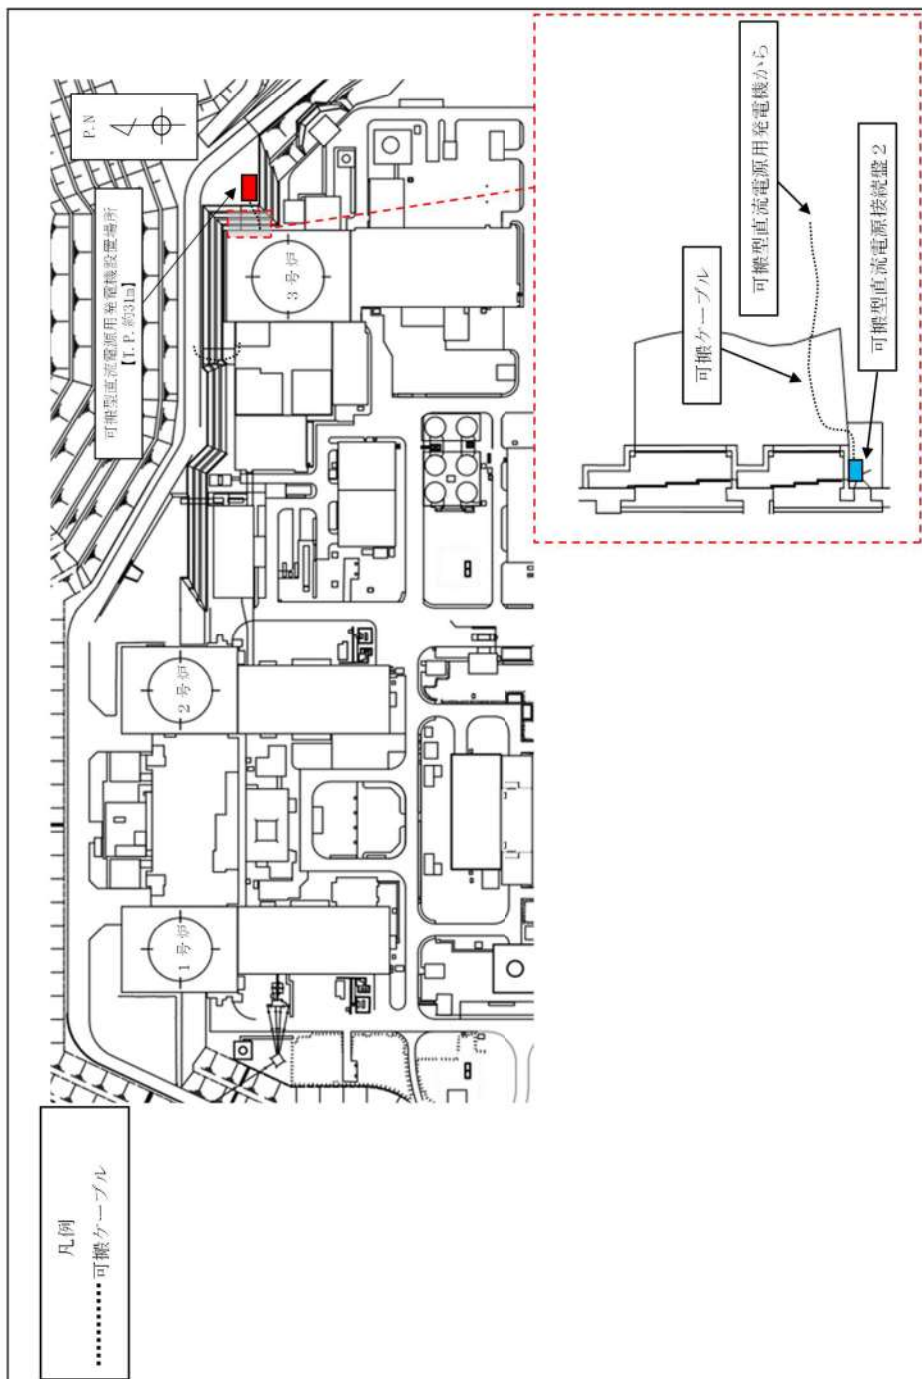 凡例
可搬ケーブル
P.N
可搬型直流電源用発電機設置場所
【T.P.約31m】
1号炉
2号炉
3号炉
可搬ケーブル
可搬型直流電源用発電機から
可搬型直流電源接続盤2